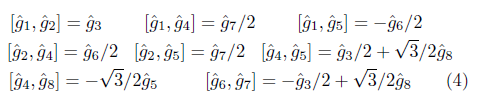 [ĝ₁, ĝ₂] = ĝ₃ [ĝ₁, ĝ₄] = ĝ₇/2 [ĝ₁, ĝ₅] = −ĝ₆/2
[ĝ₂, ĝ₄] = ĝ₆/2 [ĝ₂, ĝ₅] = ĝ₇/2 [ĝ₄, ĝ₅] = ĝ₃/2 + √3/2ĝ₈
[ĝ₄, ĝ₈] = −√3/2ĝ₅ [ĝ₆, ĝ₇] = −ĝ₃/2 + √3/2ĝ₈ (4)